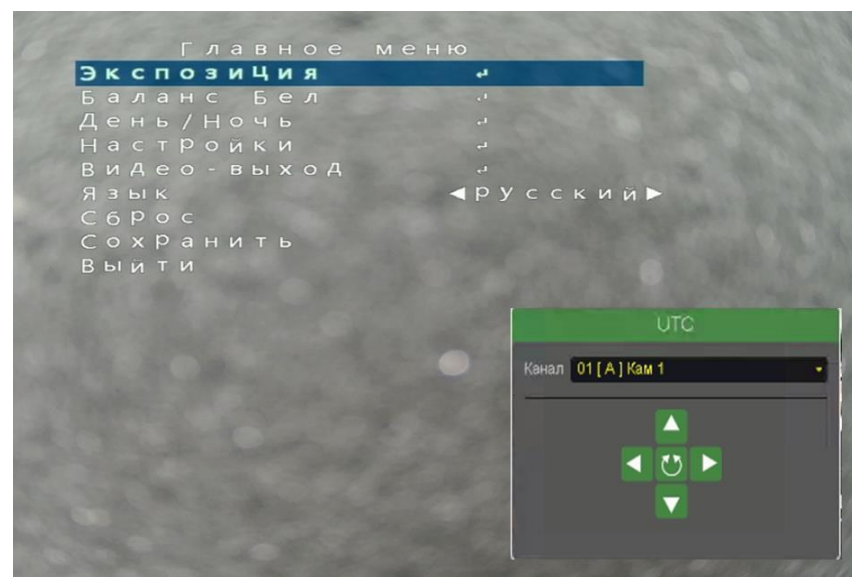 Главное меню
Экспозиция
Баланс Бел
День/Ночь
Настройки
Видео-выход
Язык ◄Русский►
Сброс
Сохранить
Выйти
UTC
Канал 01 [ A ] Кам 1